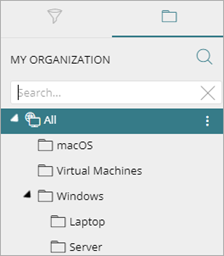 MY ORGANIZATION
Search...
All
macOS
Virtual Machines
Windows
Laptop
Server